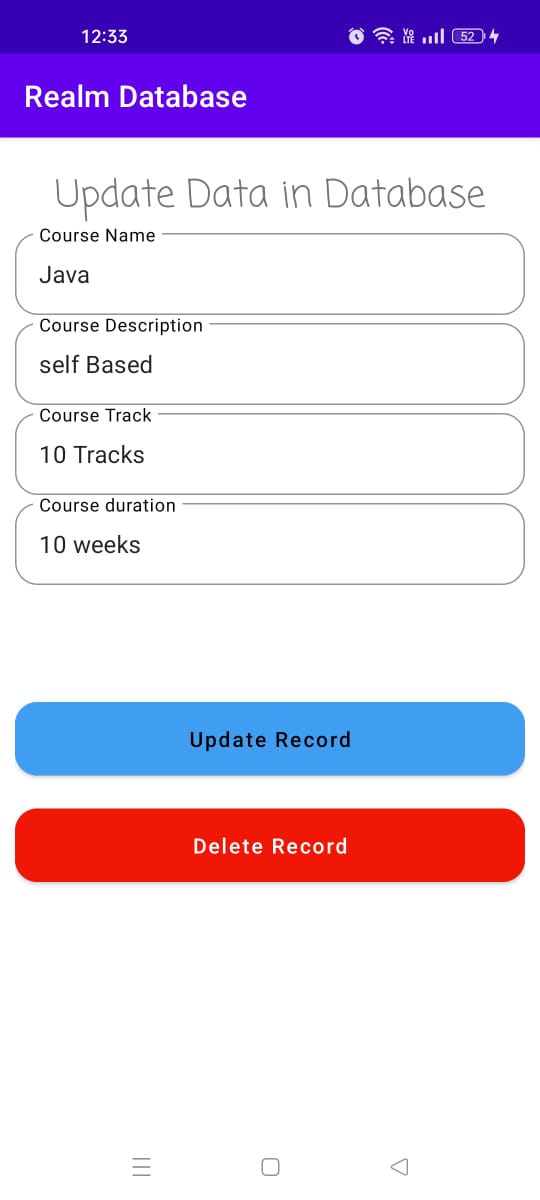 12:33
Vo LTE
52
Realm Database
Update Data in Database
Course Name
Java
Course Description
self Based
Course Track
10 Tracks
Course duration
10 weeks
Update Record
Delete Record